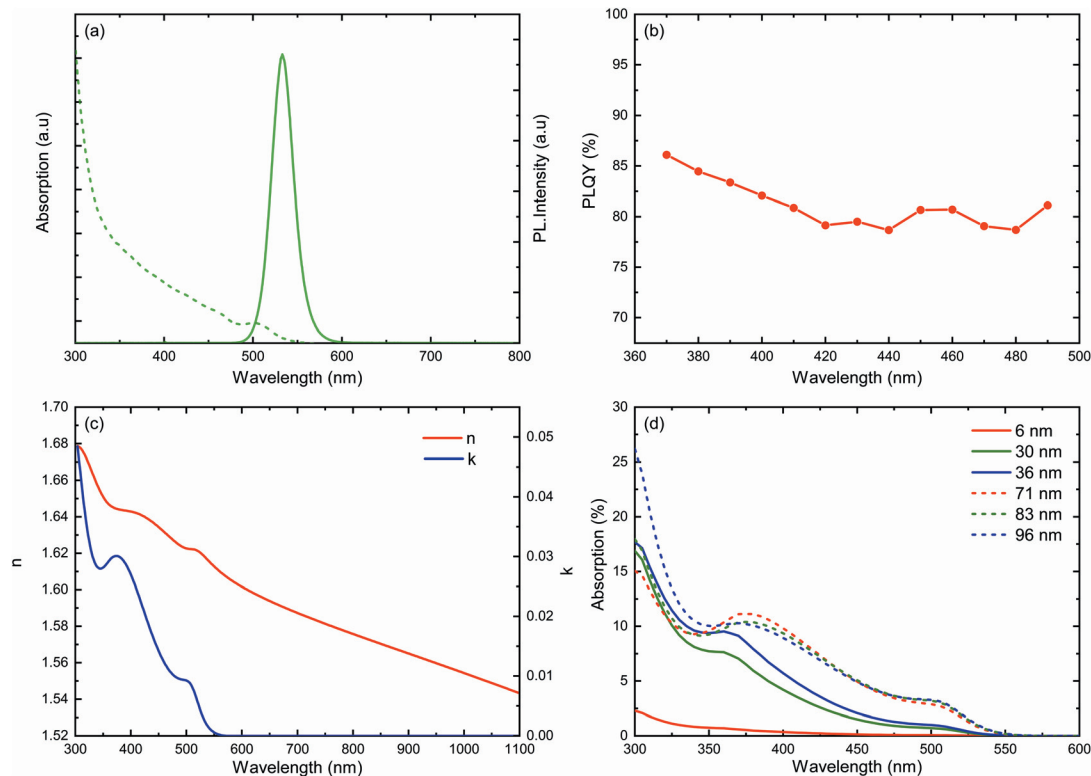 (a)
Absorption (a.u)
PL.Intensity (a.u)
300 400 500 600 700 800
Wavelength (nm)
(b)
PLQY (%)
100
95
90
85
80
75
70
360 380 400 420 440 460 480 500
Wavelength (nm)
(c)
n
k
n
1.70
1.68
1.66
1.64
1.62
1.60
1.58
1.56
1.54
1.52
k
0.05
0.04
0.03
0.02
0.01
0.00
300 400 500 600 700 800 900 1000 1100
Wavelength (nm)
(d)
6 nm
30 nm
36 nm
71 nm
83 nm
96 nm
Absorption (%)
30
25
20
15
10
5
0
300 350 400 450 500 550 600
Wavelength (nm)